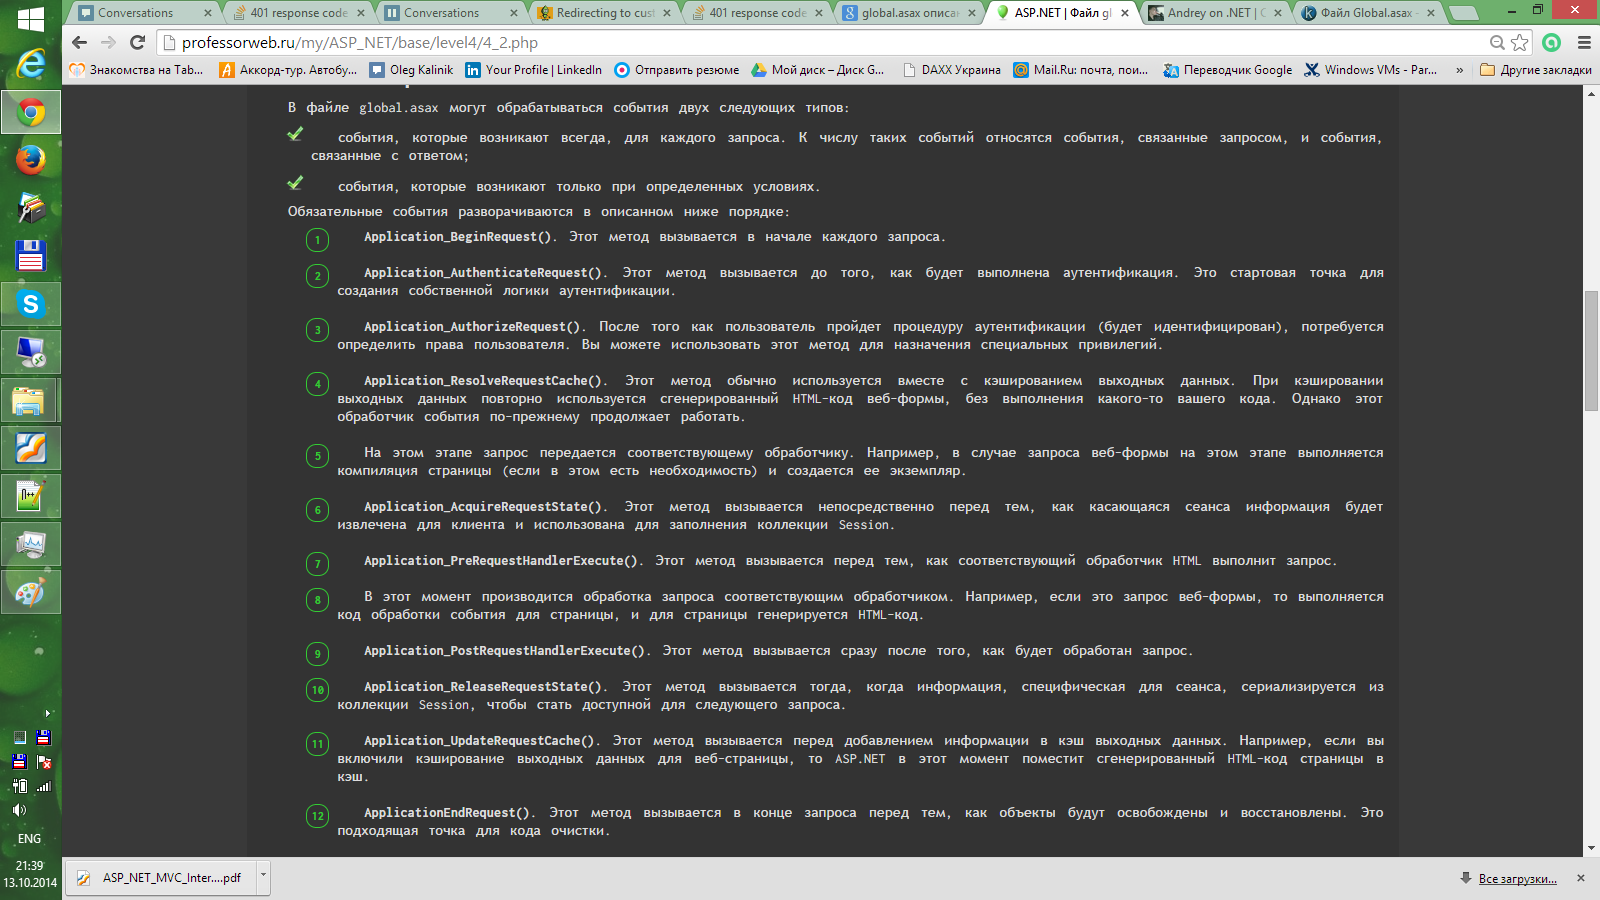 Conversations
401 response code
Conversations
Redirecting to cust
401 response code
global.asax описан
ASP.NET | Файл gl
Andrey on .NET | C
Файл Global.asax -
professorweb.ru/my/ASP_NET/base/level4/4_2.php
Знакомства на Tab...
Аккорд-тур. Автобу...
Oleg Kalinik
Your Profile | LinkedIn
Отправить резюме
Мой диск – Диск G...
DAXX Украина
Mail.Ru: почта, пои...
Переводчик Google
Windows VMs - Par...
»
Другие закладки
В файле global.asax могут обрабатываться события двух следующих типов:
события, которые возникают всегда, для каждого запроса. К числу таких событий относятся события, связанные запросом, и события,
связанные с ответом;
события, которые возникают только при определенных условиях.
Обязательные события разворачиваются в описанном ниже порядке:
1 Application_BeginRequest(). Этот метод вызывается в начале каждого запроса.
2 Application_AuthenticateRequest(). Этот метод вызывается до того, как будет выполнена аутентификация. Это стартовая точка для
создания собственной логики аутентификации.
3 Application_AuthorizeRequest(). После того как пользователь пройдет процедуру аутентификации (будет идентифицирован), потребуется
определить права пользователя. Вы можете использовать этот метод для назначения специальных привилегий.
4 Application_ResolveRequestCache(). Этот метод обычно используется вместе с кэшированием выходных данных. При кэшировании
выходных данных повторно используется сгенерированный HTML-код веб-формы, без выполнения какого-то вашего кода. Однако этот
обработчик события по-прежнему продолжает работать.
5 На этом этапе запрос передается соответствующему обработчику. Например, в случае запроса веб-формы на этом этапе выполняется
компиляция страницы (если в этом есть необходимость) и создается ее экземпляр.
6 Application_AcquireRequestState(). Этот метод вызывается непосредственно перед тем, как касающаяся сеанса информация будет
извлечена для клиента и использована для заполнения коллекции Session.
7 Application_PreRequestHandlerExecute(). Этот метод вызывается перед тем, как соответствующий обработчик HTML выполнит запрос.
8 В этот момент производится обработка запроса соответствующим обработчиком. Например, если это запрос веб-формы, то выполняется
код обработки события для страницы, и для страницы генерируется HTML-код.
9 Application_PostRequestHandlerExecute(). Этот метод вызывается сразу после того, как будет обработан запрос.
10 Application_ReleaseRequestState(). Этот метод вызывается тогда, когда информация, специфическая для сеанса, сериализируется из
коллекции Session, чтобы стать доступной для следующего запроса.
11 Application_UpdateRequestCache(). Этот метод вызывается перед добавлением информации в кэш выходных данных. Например, если вы
включили кэширование выходных данных для веб-страницы, то ASP.NET в этот момент поместит сгенерированный HTML-код страницы в
кэш.
12 ApplicationEndRequest(). Этот метод вызывается в конце запроса перед тем, как объекты будут освобождены и восстановлены. Это
подходящая точка для кода очистки.
ENG
21:39
13.10.2014
ASP_NET_MVC_Inter....pdf
Все загрузки...